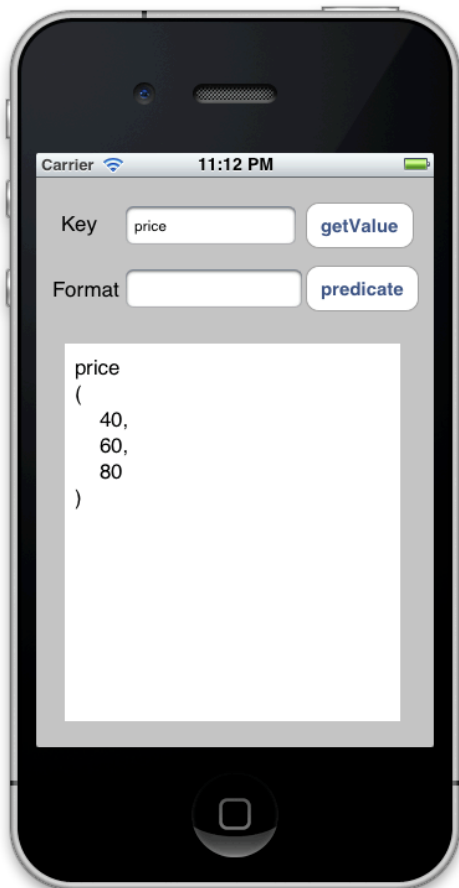 Carrier 11:12 PM
Key price getValue
Format predicate
price
(
40,
60,
80
)